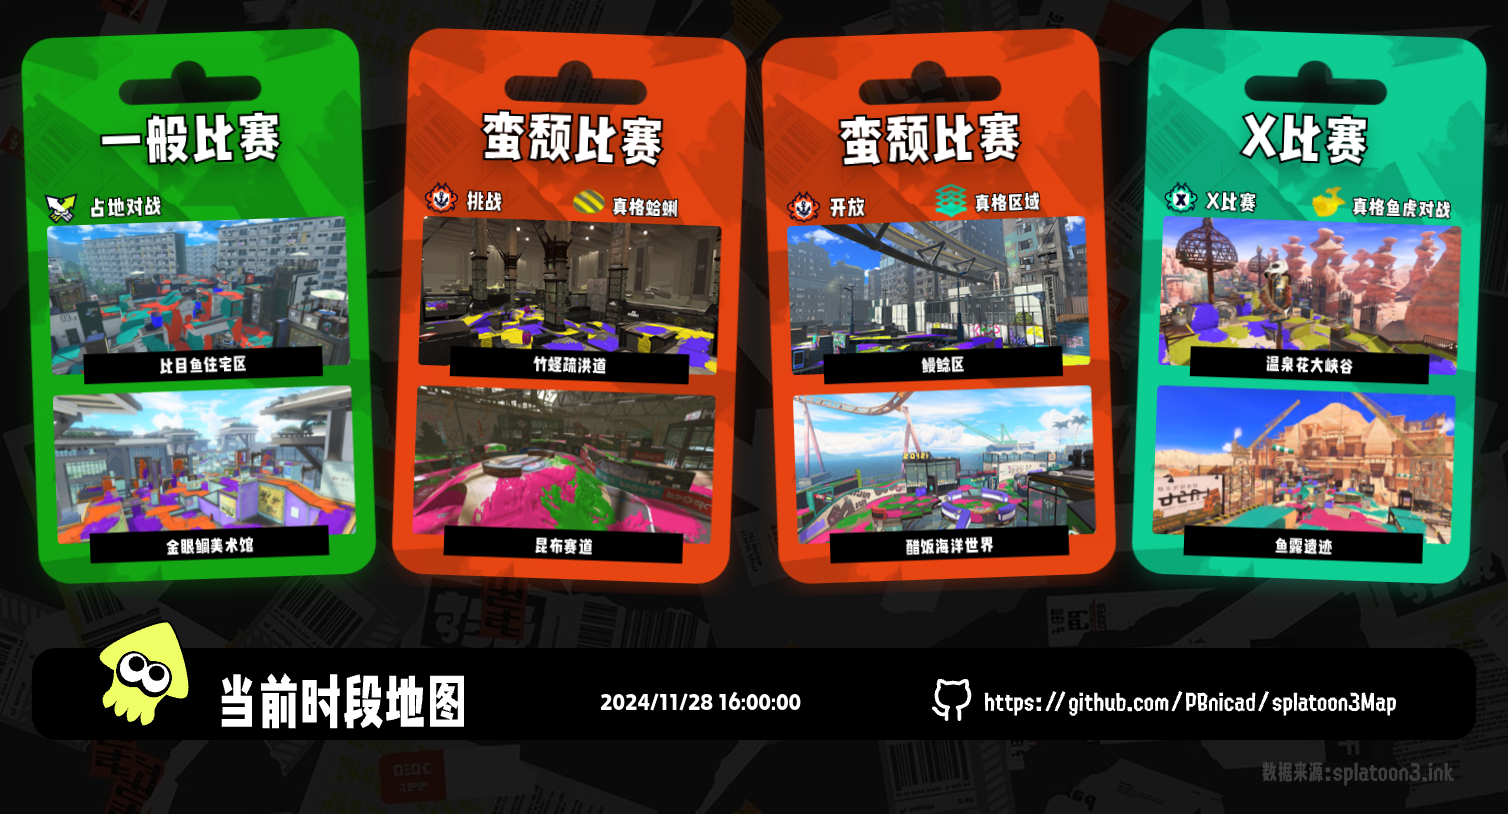 一般比赛
占地对战
比目鱼住宅区
金眼鲷美术馆
蛮颓比赛
挑战
真格蛤蜊
竹蛏疏洪道
昆布赛道
蛮颓比赛
开放
真格区域
鳗鲶区
醋饭海洋世界
X比赛
X比赛
真格鱼虎对战
温泉花大峡谷
鱼露遗迹
当前时段地图
2024/11/28 16:00:00
https://github.com/PBnicad/splatoon3Map
数据来源:splatoon3.ink